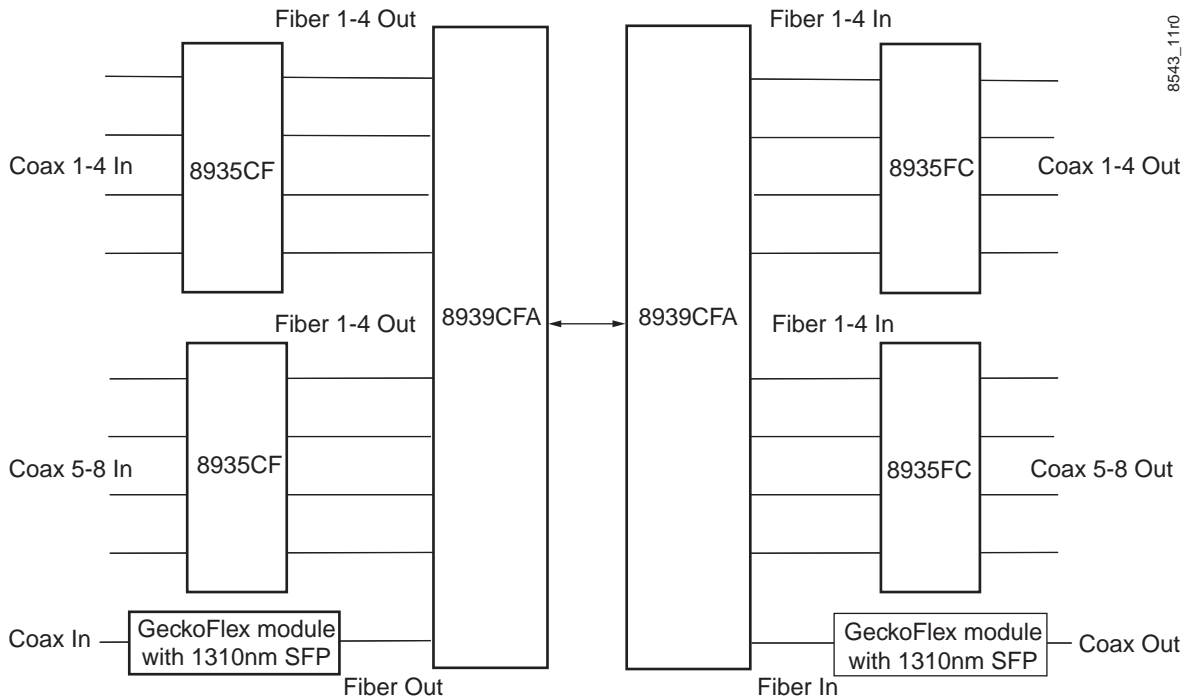 Fiber 1-4 Out
Fiber 1-4 In
8543_11r0
Coax 1-4 In
8935CF
8935FC
Coax 1-4 Out
Fiber 1-4 Out
8939CFA
8939CFA
Fiber 1-4 In
Coax 5-8 In
8935CF
8935FC
Coax 5-8 Out
Coax In
GeckoFlex module
with 1310nm SFP
GeckoFlex module
with 1310nm SFP
Coax Out
Fiber Out
Fiber In